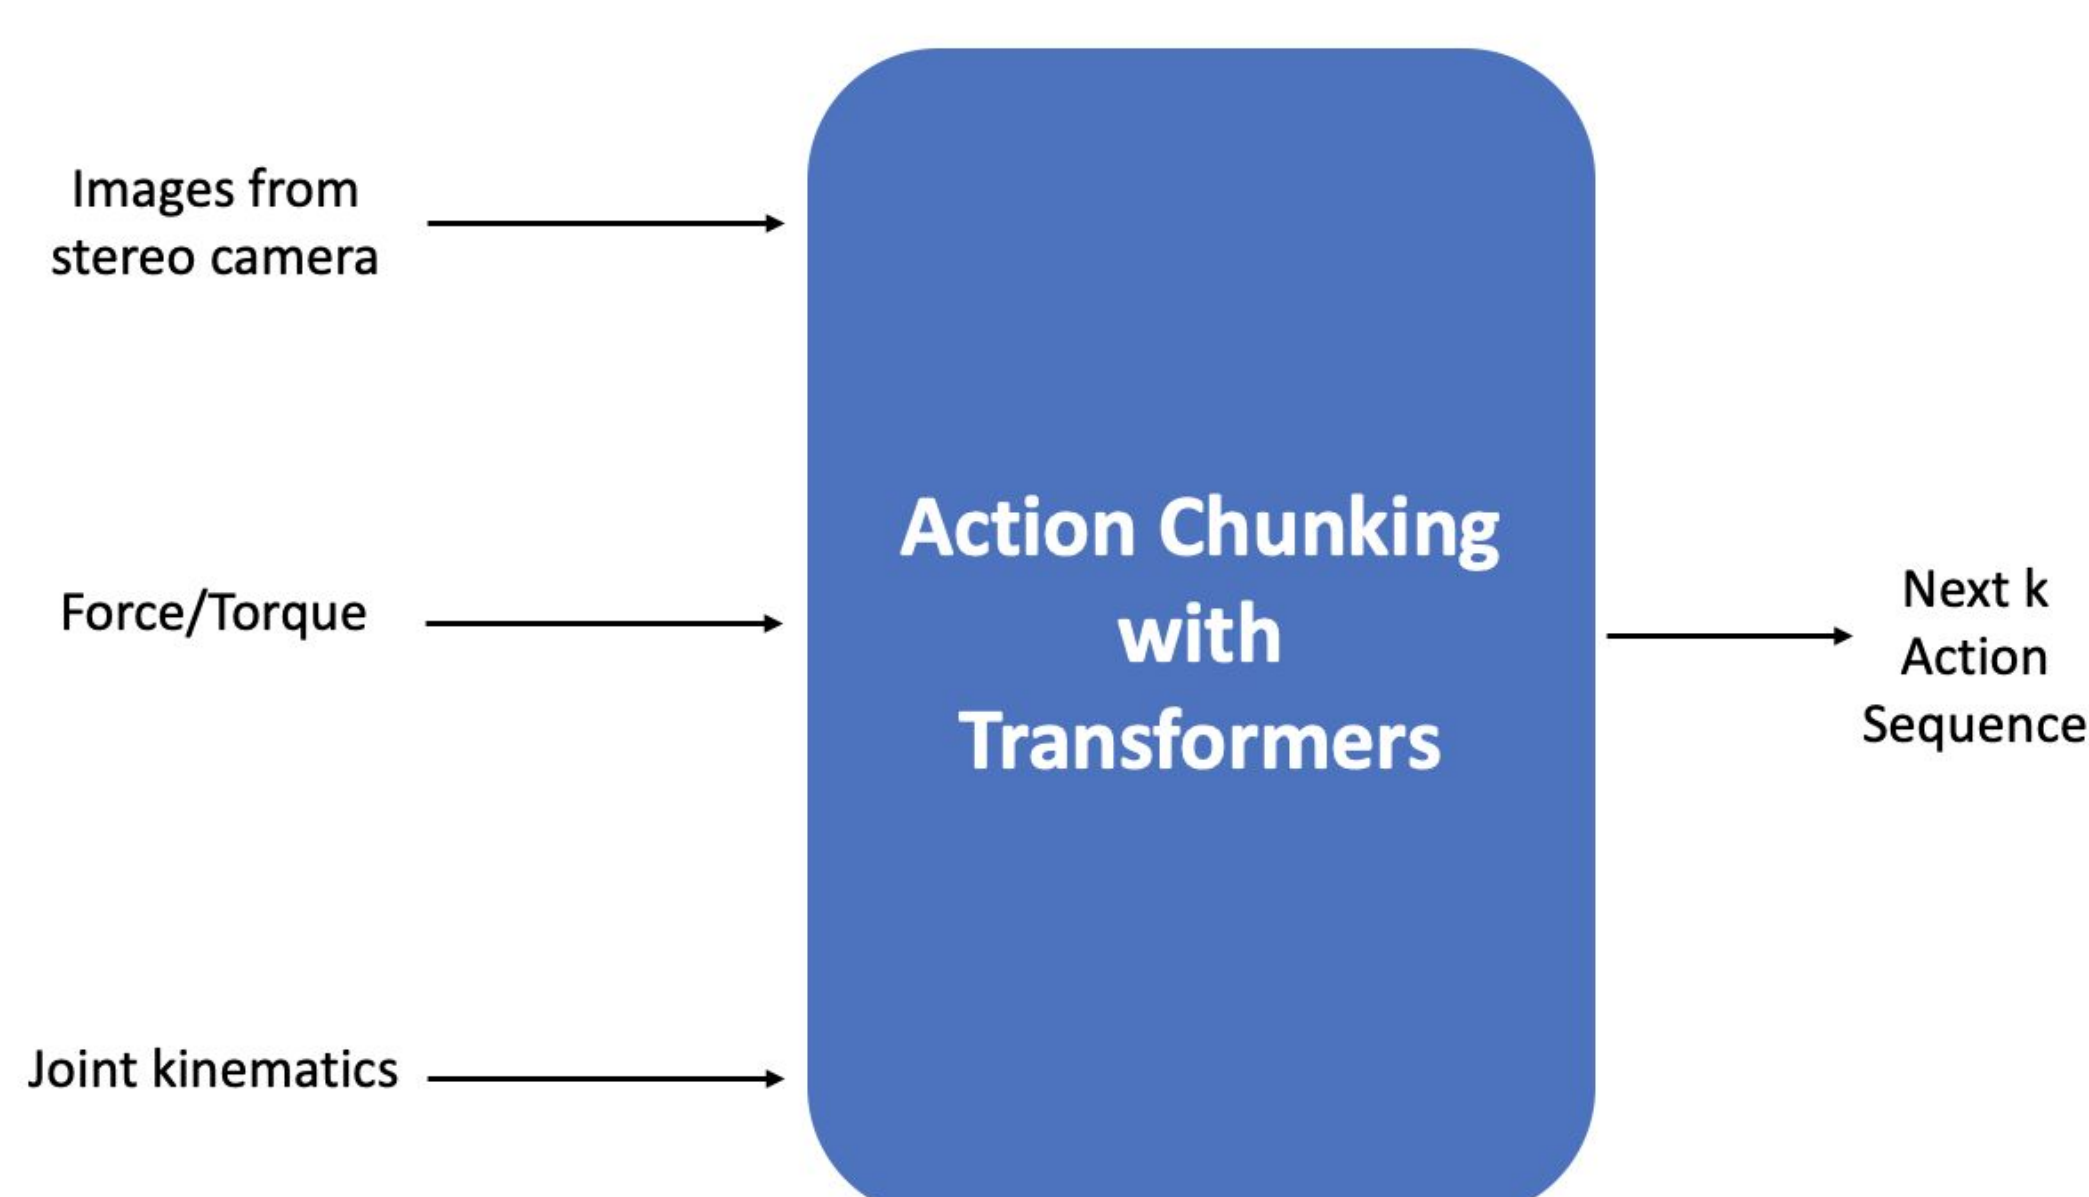 Images from
stereo camera
Force/Torque
Joint kinematics
Action Chunking
with
Transformers
Next k
Action
Sequence